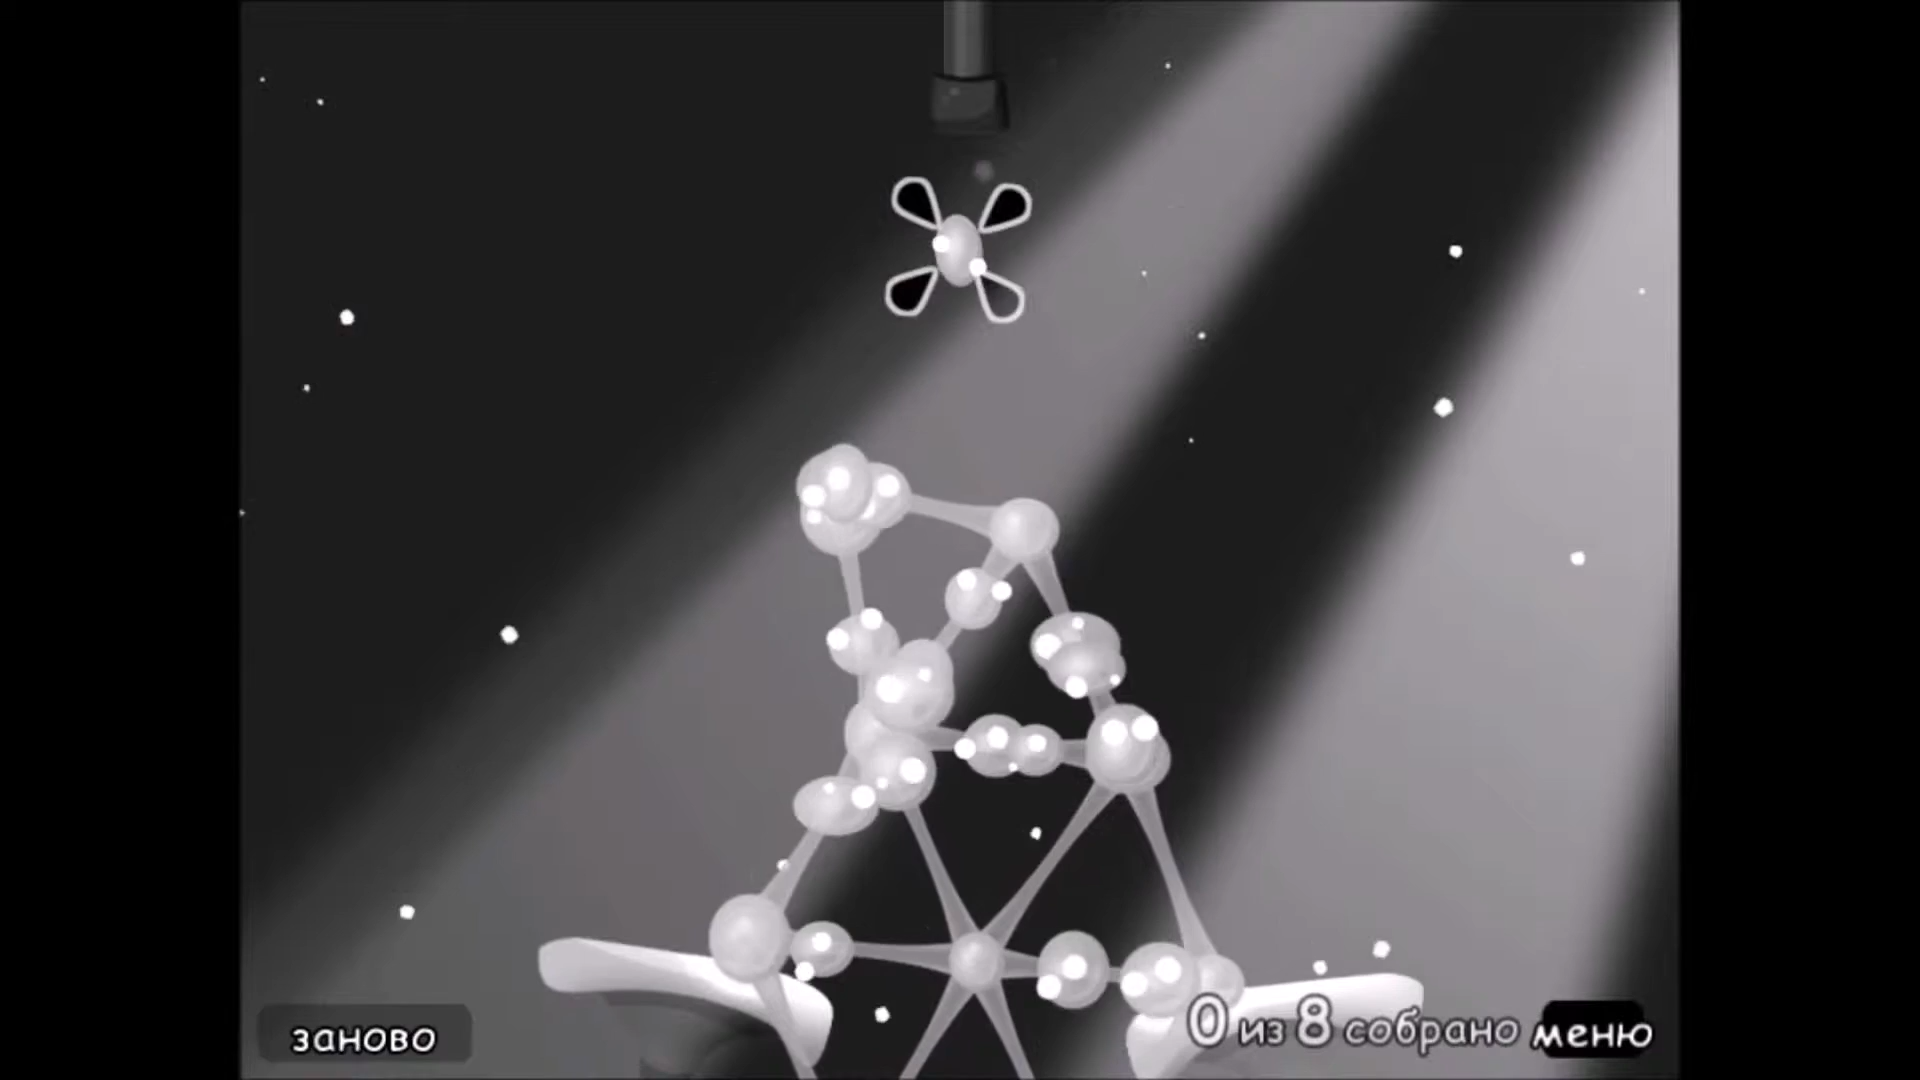 заново
0 из 8 собрано
меню